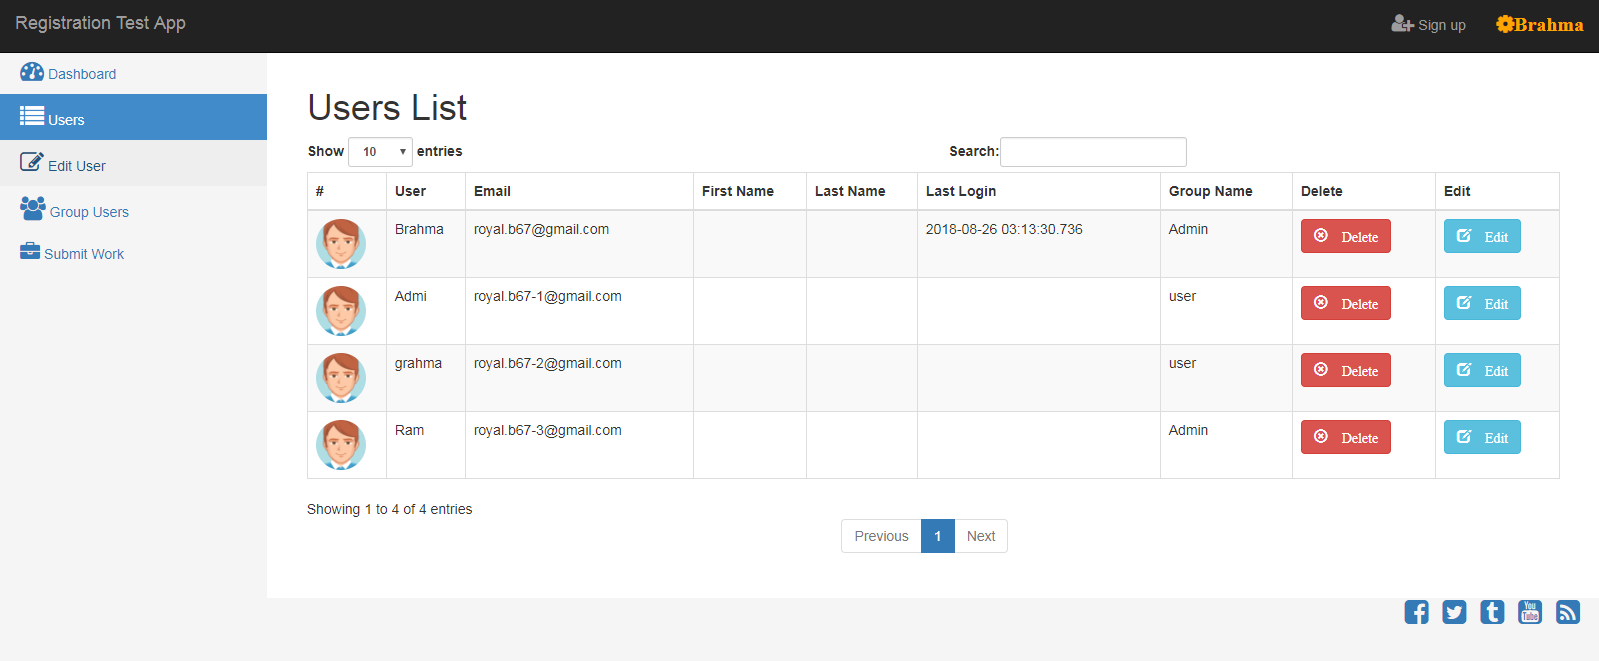 Registration Test App
Sign up
Brahma
Dashboard
Users
Edit User
Group Users
Submit Work
Users List
Show 10 entries
Search:
# User Email First Name Last Name Last Login Group Name Delete Edit
Brahma royal.b67@gmail.com 2018-08-26 03:13:30.736 Admin Delete Edit
Admi royal.b67-1@gmail.com user Delete Edit
grahma royal.b67-2@gmail.com user Delete Edit
Ram royal.b67-3@gmail.com Admin Delete Edit
Showing 1 to 4 of 4 entries
Previous 1 Next
You Tube